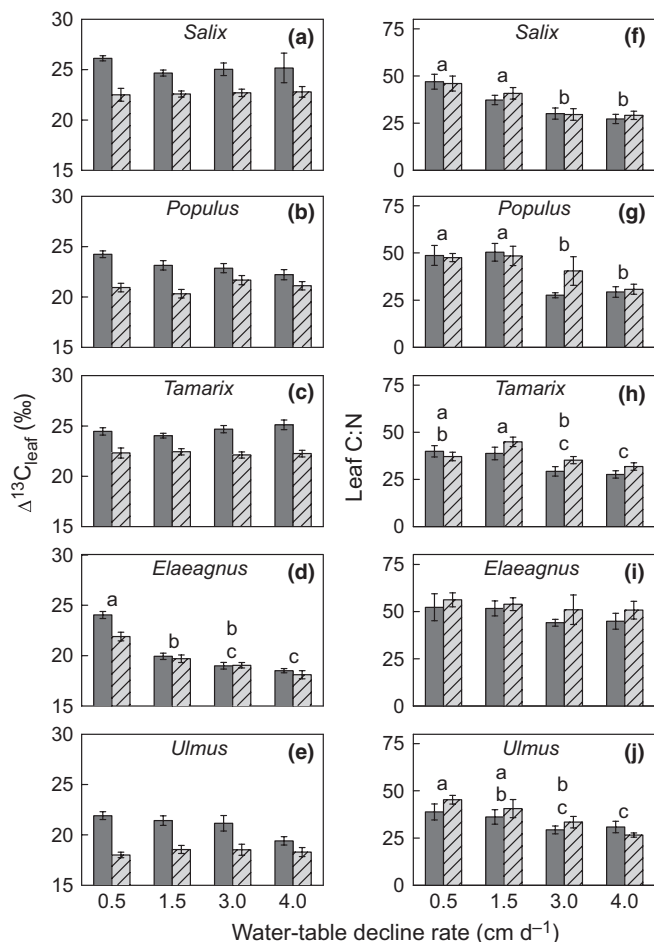 Salix (a)
30
25
20
15
Populus (b)
30
25
20
15
Tamarix (c)
30
25
20
15
Elaeagnus (d)
30
25
20
15
a
b
b
c
c
Ulmus (e)
30
25
20
15
0.5 1.5 3.0 4.0
Δ¹³C_leaf (‰)
Salix (f)
75
50
25
0
a a b b
Populus (g)
75
50
25
0
a a b b
Tamarix (h)
75
50
25
0
a
b
a
b
c
c
Elaeagnus (i)
75
50
25
0
Ulmus (j)
75
50
25
0
a
a
b
b
c
c
0.5 1.5 3.0 4.0
Leaf C:N
Water-table decline rate (cm d⁻¹)